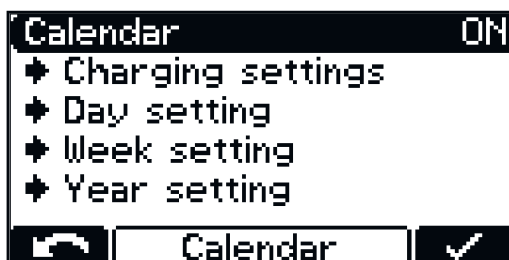 Calendar ON
Charging settings
Day setting
Week setting
Year setting
Calendar